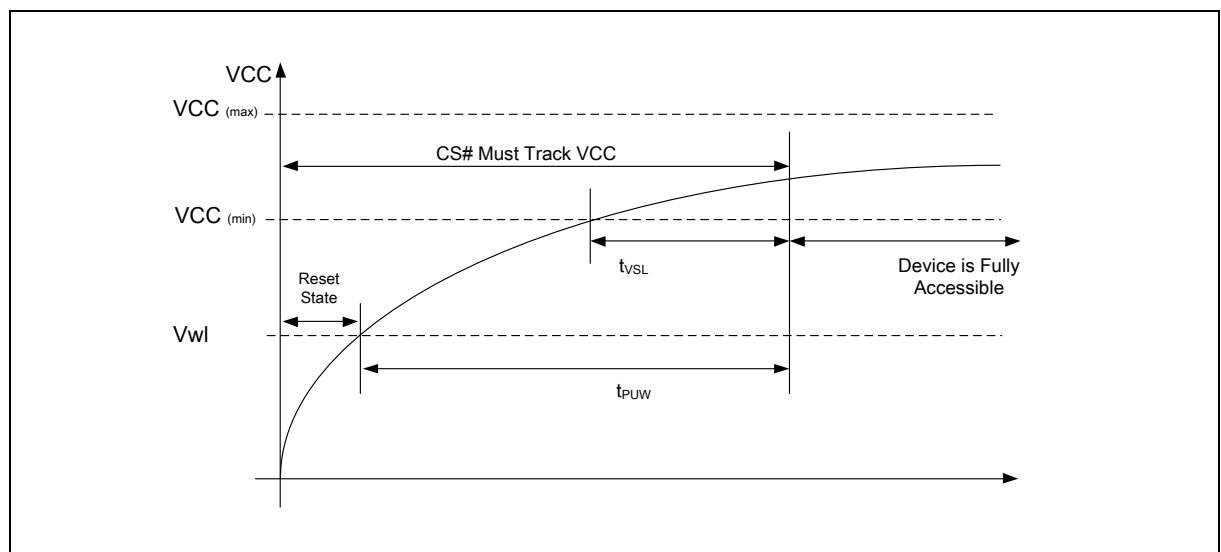 VCC
VCC (max)
CS# Must Track VCC
VCC (min)
tVSL
Device is Fully
Accessible
Reset
State
Vwl
tPUW